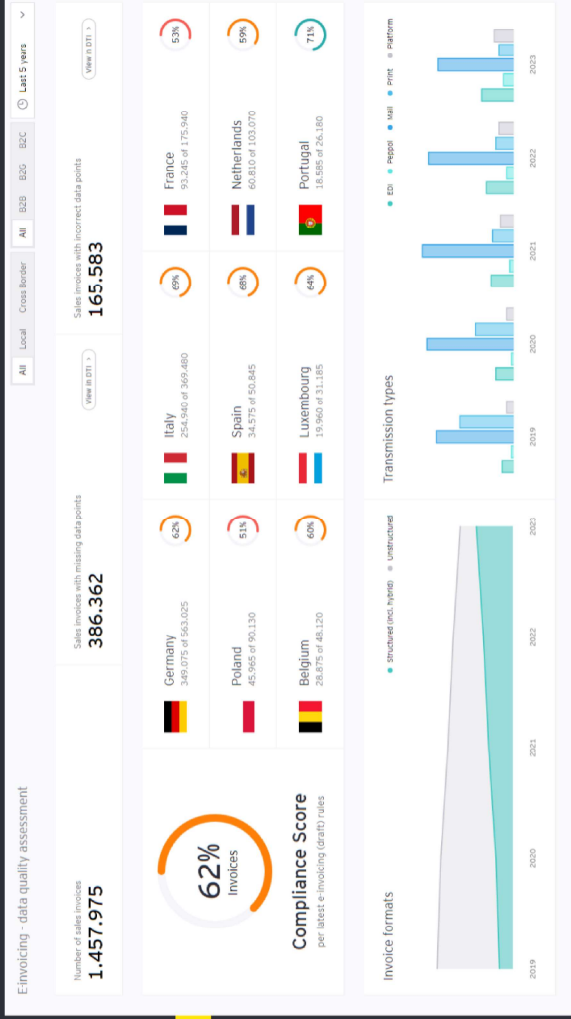 E-invoicing - data quality assessment
All Local Cross Border
All B2B B2G B2C
Last 5 years
Number of sales invoices
1.457.975
Sales invoices with missing data points
386.362
View in DTI >
Sales invoices with incorrect data points
165.583
View n DTI >
62%
Invoices
Compliance Score
per latest e-invoicing (draft) rules
Germany
349.075 of 563.025
62%
Italy
254.940 of 369.480
69%
France
93.245 of 175.940
53%
Poland
45.965 of 90.130
51%
Spain
34.575 of 50.845
68%
Netherlands
60.810 of 103.070
59%
Belgium
28.875 of 48.120
60%
Luxembourg
19.960 of 31.185
64%
Portugal
18.585 of 26.180
71%
Invoice formats
Structured (incl. hybrid) Unstructured
2019 2020 2021 2022 2023
Transmission types
EDI Peppol Mail Print Platform
2019 2020 2021 2022 2023